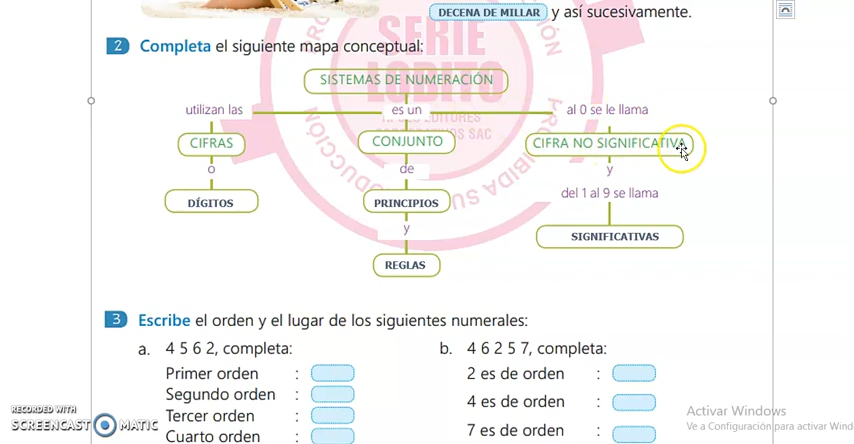 DECENA DE MILLAR y así sucesivamente.
2 Completa el siguiente mapa conceptual:
SERIE
LOBITO
SISTEMAS DE NUMERACIÓN
utilizan las es un al 0 se le llama
CIFRAS CONJUNTO CIFRA NO SIGNIFICATIVA
o de y
DÍGITOS PRINCIPIOS del 1 al 9 se llama
y
SIGNIFICATIVAS
REGLAS
3 Escribe el orden y el lugar de los siguientes numerales:
a. 4 5 6 2, completa: b. 4 6 2 5 7, completa:
Primer orden : 2 es de orden :
Segundo orden :
Tercer orden : 4 es de orden :
Cuarto orden : 7 es de orden :
RECORDED WITH
SCREENCAST MATIC
Activar Windows
Ve a Configuración para activar Wind